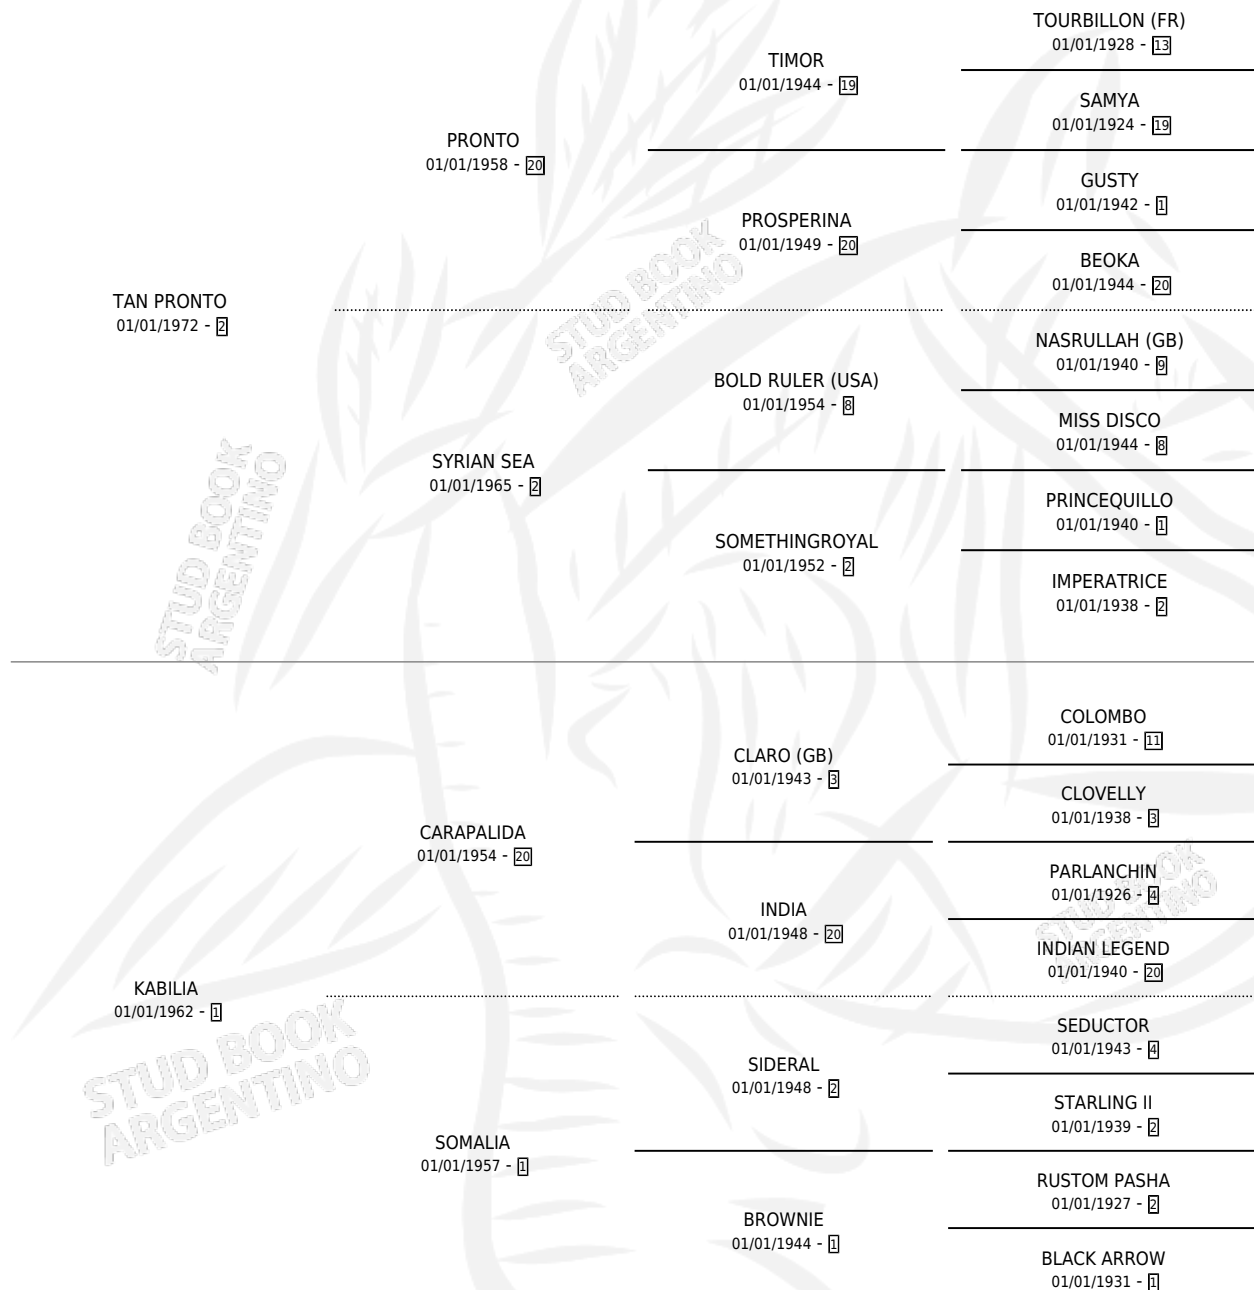 TOURBILLON (FR)
01/01/1928 - 13
TIMOR
01/01/1944 - 19
SAMYA
01/01/1924 - 19
PRONTO
01/01/1958 - 20
GUSTY
01/01/1942 - 1
PROSPERINA
01/01/1949 - 20
BEOKA
01/01/1944 - 20
TAN PRONTO
01/01/1972 - 2
STUD BOOK
ARGENTINO
NASRULLAH (GB)
01/01/1940 - 9
BOLD RULER (USA)
01/01/1954 - 8
MISS DISCO
01/01/1944 - 8
SYRIAN SEA
01/01/1965 - 2
PRINCEQUILLO
01/01/1940 - 1
SOMETHINGROYAL
01/01/1952 - 2
IMPERATRICE
01/01/1938 - 2
STUD BOOK
ARGENTINO
COLOMBO
01/01/1931 - 11
CLARO (GB)
01/01/1943 - 3
CLOVELLY
01/01/1938 - 3
CARAPALIDA
01/01/1954 - 20
PARLANCHIN
01/01/1926 - 4
INDIA
01/01/1948 - 20
INDIAN LEGEND
01/01/1940 - 20
STUD BOOK
ARGENTINO
KABILIA
01/01/1962 - 1
SEDUCTOR
01/01/1943 - 4
SIDERAL
01/01/1948 - 2
STARLING II
01/01/1939 - 2
STUD BOOK
ARGENTINO
SOMALIA
01/01/1957 - 1
RUSTOM PASHA
01/01/1927 - 2
BROWNIE
01/01/1944 - 1
BLACK ARROW
01/01/1931 - 1